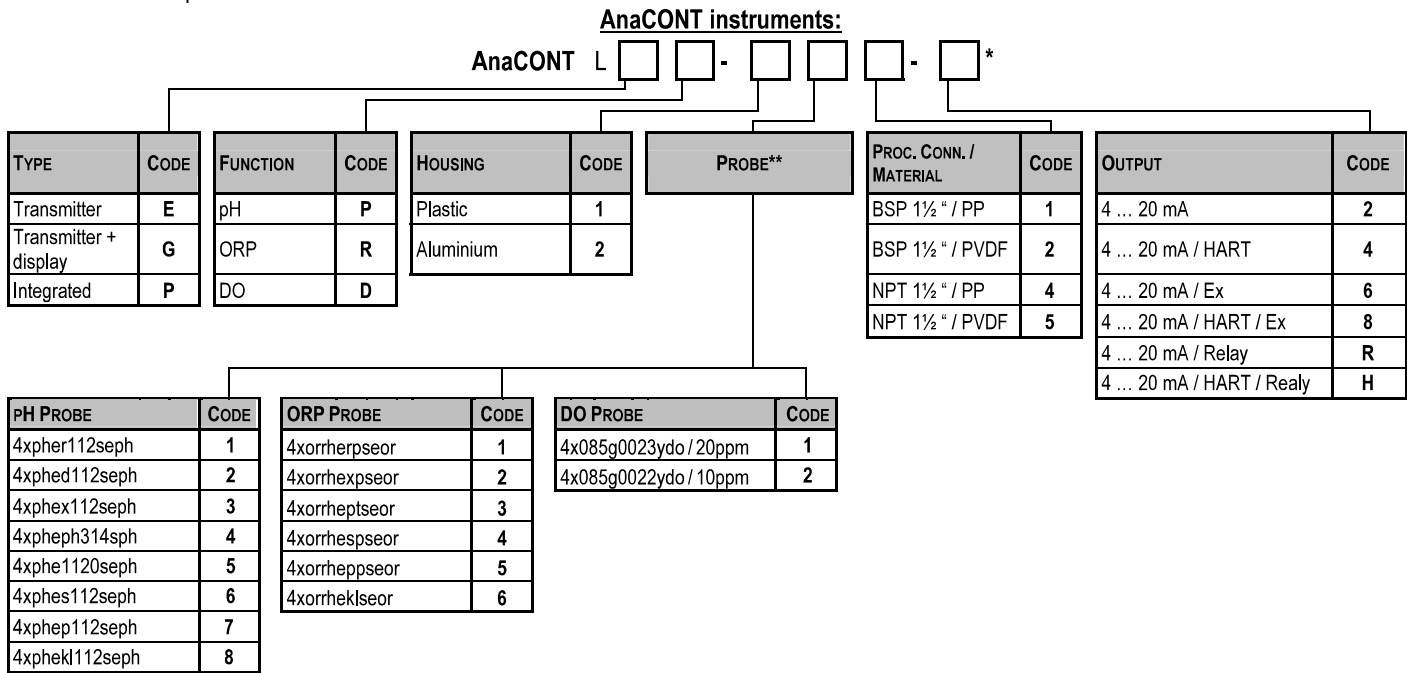 AnaCONT instruments:
AnaCONT L - - *
TYPE CODE
Transmitter E
Transmitter + display G
Integrated P
FUNCTION CODE
pH P
ORP R
DO D
HOUSING CODE
Plastic 1
Aluminium 2
PROBE**
PROC. CONN. / MATERIAL CODE
BSP 1½ “ / PP 1
BSP 1½ “ / PVDF 2
NPT 1½ “ / PP 4
NPT 1½ “ / PVDF 5
OUTPUT CODE
4 … 20 mA 2
4 … 20 mA / HART 4
4 … 20 mA / Ex 6
4 … 20 mA / HART / Ex 8
4 … 20 mA / Relay R
4 … 20 mA / HART / Realy H
PH PROBE CODE
4xpher112seph 1
4xphed112seph 2
4xphex112seph 3
4xpheph314sph 4
4xphe1120seph 5
4xphes112seph 6
4xphep112seph 7
4xphekl112seph 8
ORP PROBE CODE
4xorrherpseor 1
4xorrhexpseor 2
4xorrheptseor 3
4xorrhespseor 4
4xorrheppseor 5
4xorrheklseor 6
DO PROBE CODE
4x085g0023ydo / 20ppm 1
4x085g0022ydo / 10ppm 2